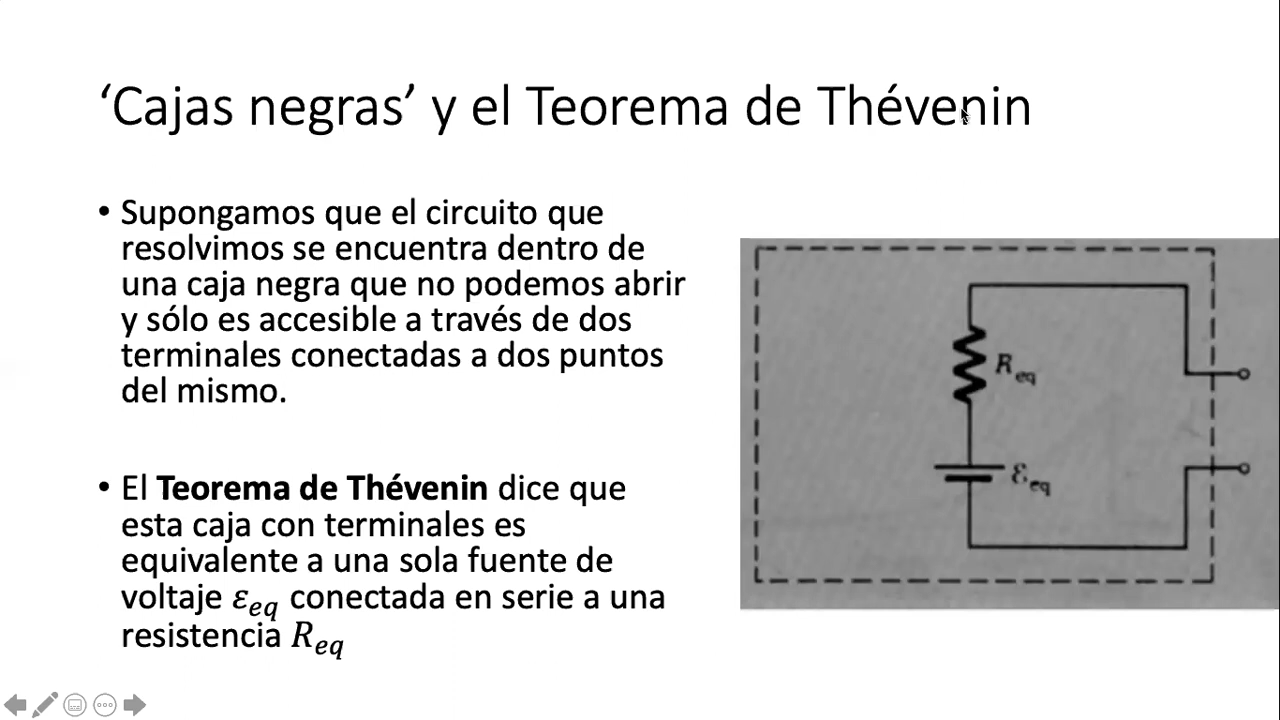 ‘Cajas negras’ y el Teorema de Thévenin
• Supongamos que el circuito que
resolvimos se encuentra dentro de
una caja negra que no podemos abrir
y sólo es accesible a través de dos
terminales conectadas a dos puntos
del mismo.
• El Teorema de Thévenin dice que
esta caja con terminales es
equivalente a una sola fuente de
voltaje ε_eq conectada en serie a una
resistencia R_eq
R_eq
ε_eq